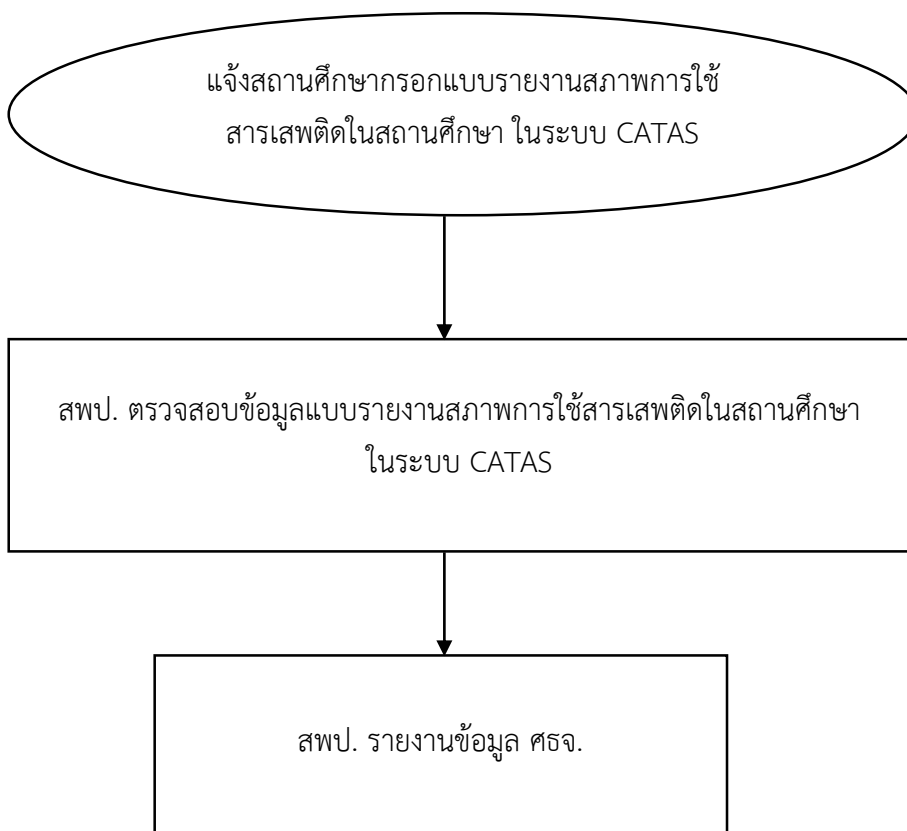 แจ้งสถานศึกษากรอกแบบรายงานสภาพการใช้
สารเสพติดในสถานศึกษา ในระบบ CATAS
สพป. ตรวจสอบข้อมูลแบบรายงานสภาพการใช้สารเสพติดในสถานศึกษา
ในระบบ CATAS
สพป. รายงานข้อมูล ศธจ.